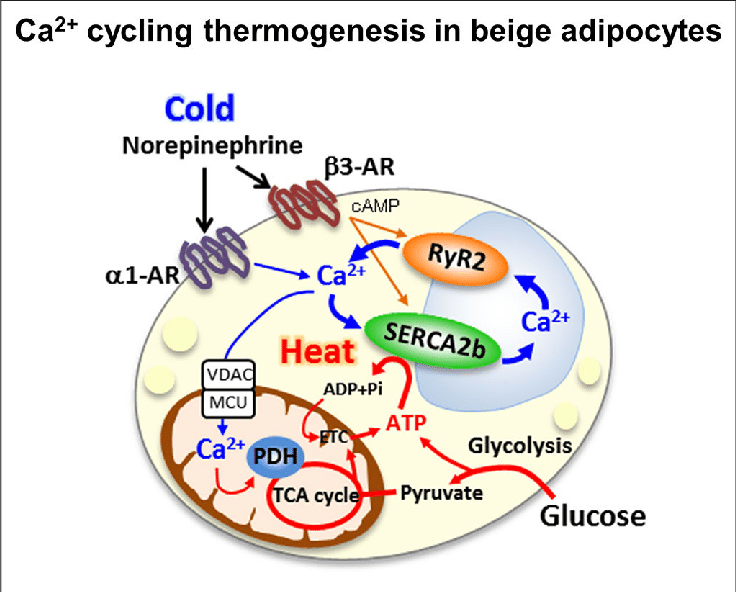 Ca²⁺ cycling thermogenesis in beige adipocytes
Cold
Norepinephrine
β3-AR
cAMP
α1-AR
Ca²⁺
RyR2
Ca²⁺
SERCA2b
Heat
VDAC
MCU
ADP+Pi
ATP
ETC
Ca²⁺
PDH
TCA cycle
Pyruvate
Glycolysis
Glucose